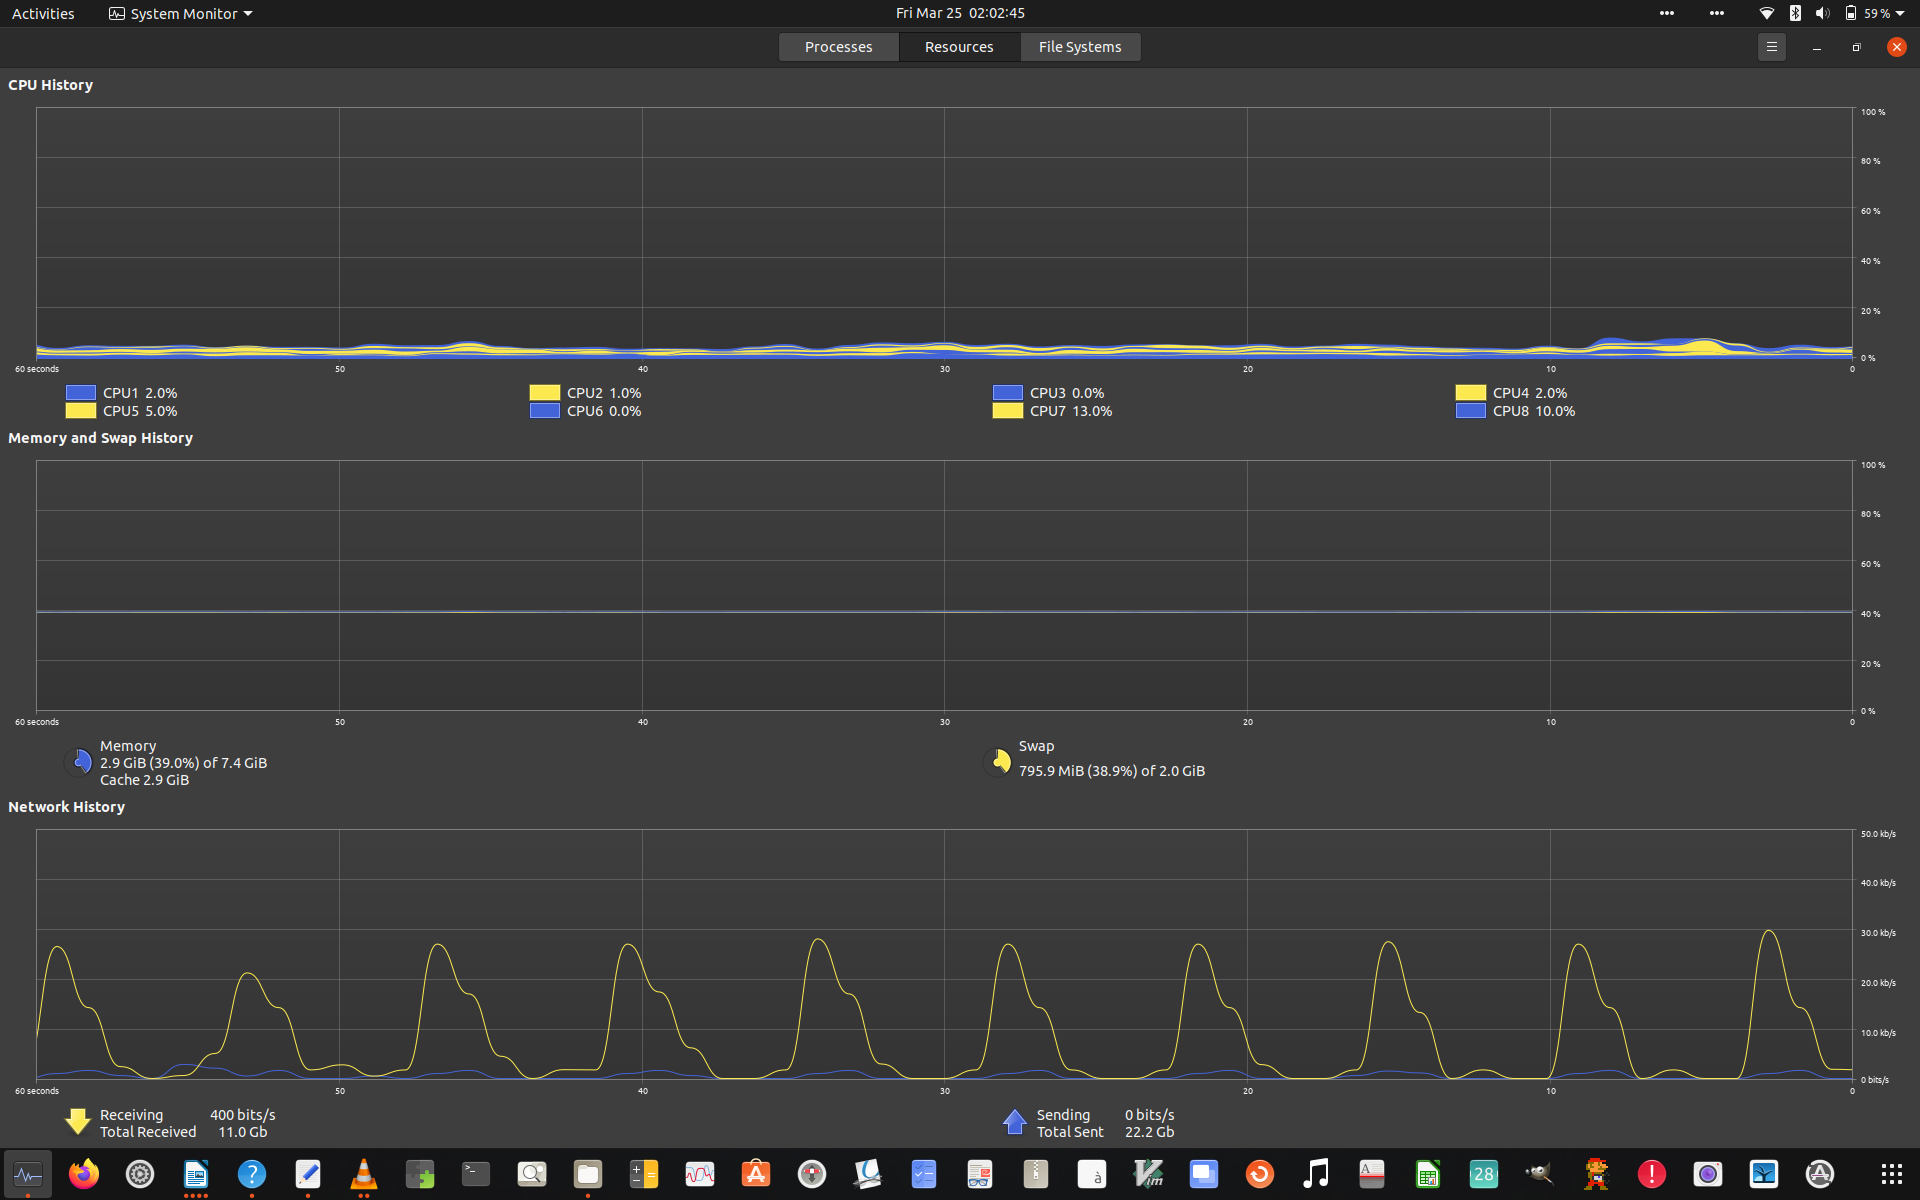 Activities System Monitor Fri Mar 25 02:02:45 59 %
Processes Resources File Systems
CPU History
100 %
80 %
60 %
40 %
20 %
0 %
60 seconds 50 40 30 20 10 0
CPU1 2.0% CPU2 1.0% CPU3 0.0% CPU4 2.0%
CPU5 5.0% CPU6 0.0% CPU7 13.0% CPU8 10.0%
Memory and Swap History
100 %
80 %
60 %
40 %
20 %
0 %
60 seconds 50 40 30 20 10 0
Memory Swap
2.9 GiB (39.0%) of 7.4 GiB 795.9 MiB (38.9%) of 2.0 GiB
Cache 2.9 GiB
Network History
50.0 kb/s
40.0 kb/s
30.0 kb/s
20.0 kb/s
10.0 kb/s
0 bits/s
60 seconds 50 40 30 20 10 0
Receiving 400 bits/s Sending 0 bits/s
Total Received 11.0 Gb Total Sent 22.2 Gb
? >_ à Vim A 28 !